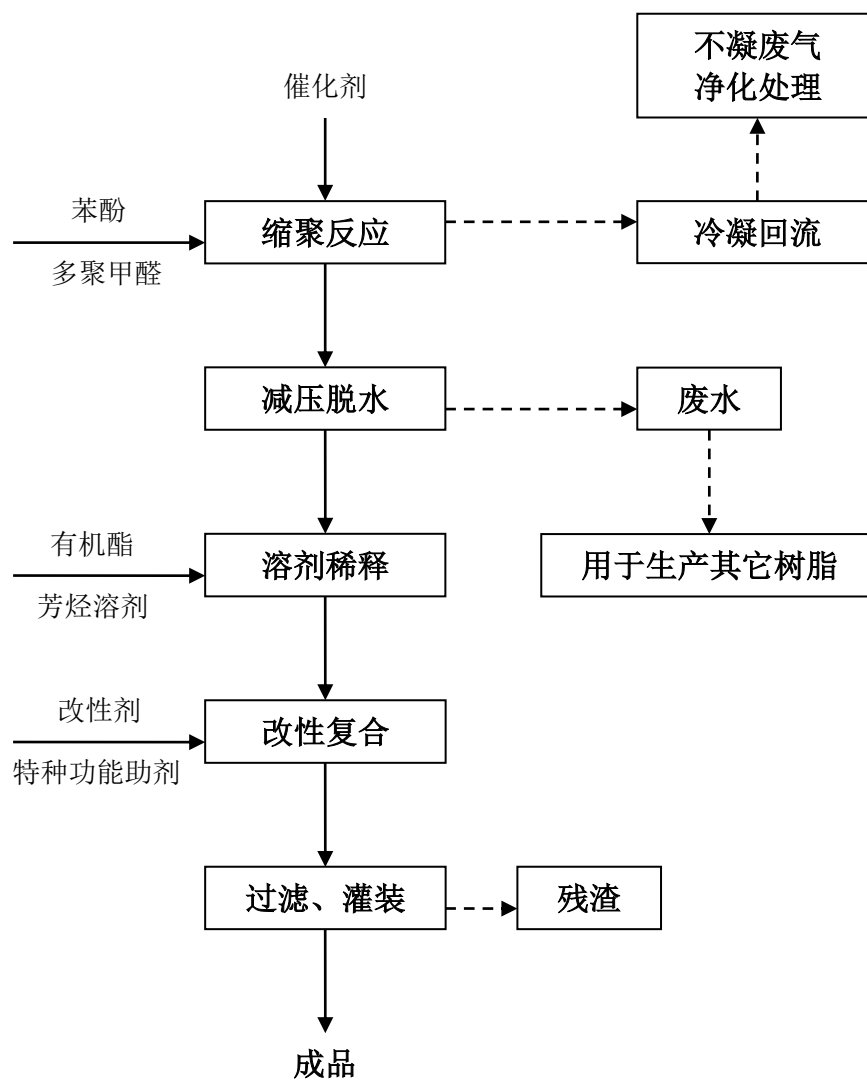 不凝废气
净化处理
催化剂
苯酚
缩聚反应
冷凝回流
多聚甲醛
减压脱水
废水
有机酯
溶剂稀释
用于生产其它树脂
芳烃溶剂
改性剂
改性复合
特种功能助剂
过滤、灌装
残渣
成品